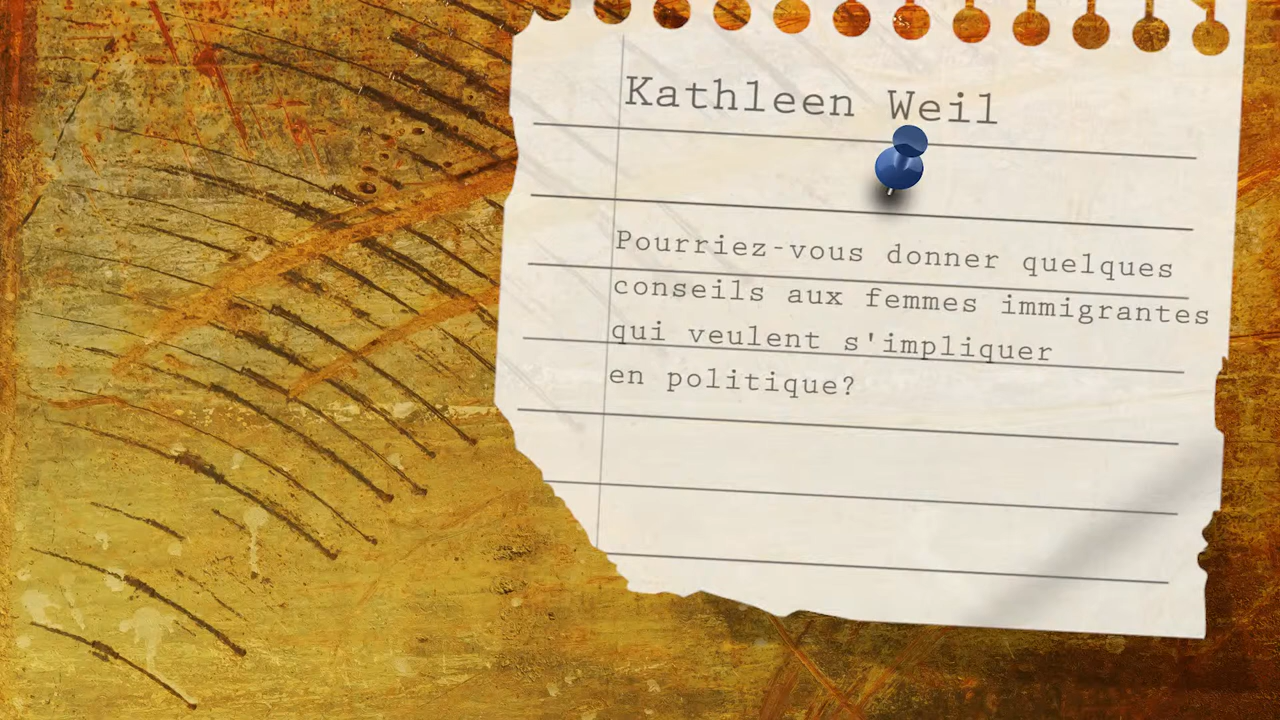 Kathleen Weil
Pourriez-vous donner quelques
conseils aux femmes immigrantes
qui veulent s'impliquer
en politique?